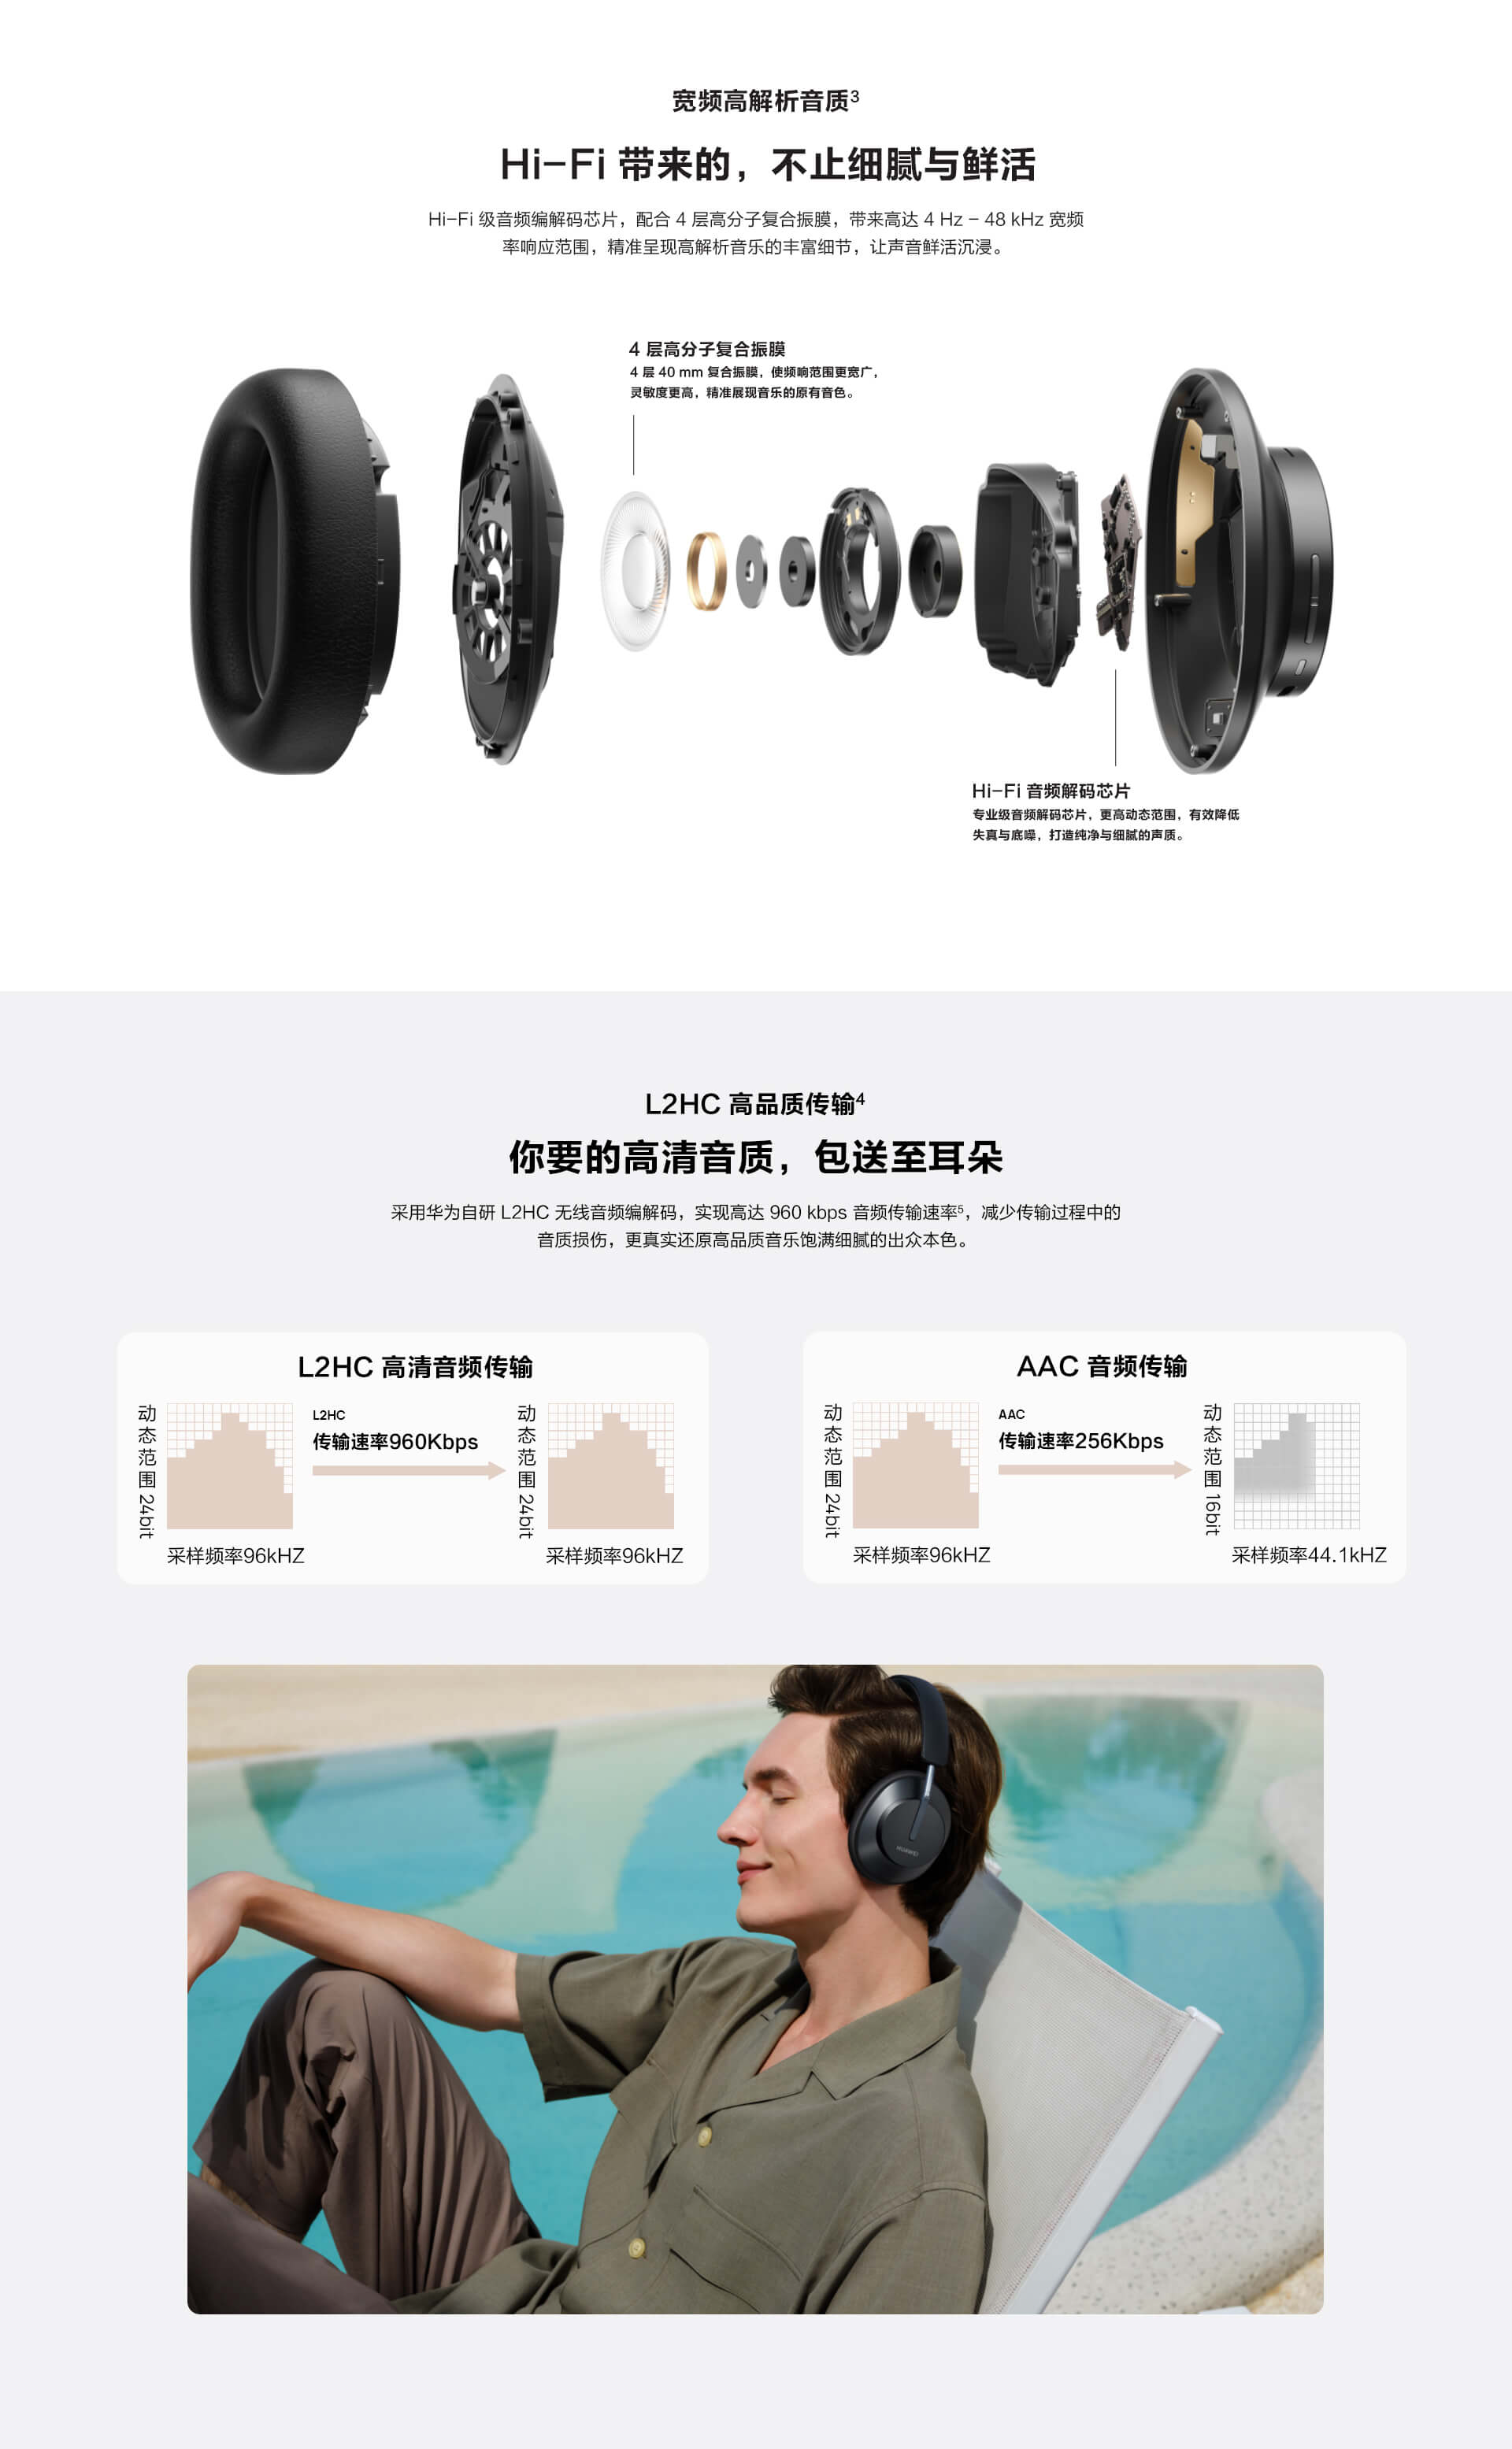 宽频高解析音质3
Hi-Fi 带来的，不止细腻与鲜活
Hi-Fi 级音频编解码芯片，配合 4 层高分子复合振膜，带来高达 4 Hz – 48 kHz 宽频
率响应范围，精准呈现高解析音乐的丰富细节，让声音鲜活沉浸。
4 层高分子复合振膜
4 层 40 mm 复合振膜，使频响范围更宽广，
灵敏度更高，精准展现音乐的原有音色。
Hi-Fi 音频解码芯片
专业级音频解码芯片，更高动态范围，有效降低
失真与底噪，打造纯净与细腻的声质。
L2HC 高品质传输4
你要的高清音质，包送至耳朵
采用华为自研 L2HC 无线音频编解码，实现高达 960 kbps 音频传输速率5，减少传输过程中的
音质损伤，更真实还原高品质音乐饱满细腻的出众本色。
L2HC 高清音频传输
动态范围 24bit
采样频率96kHZ
L2HC
传输速率960Kbps
动态范围 24bit
采样频率96kHZ
AAC 音频传输
动态范围 24bit
采样频率96kHZ
AAC
传输速率256Kbps
动态范围 16bit
采样频率44.1kHZ
HUAWEI